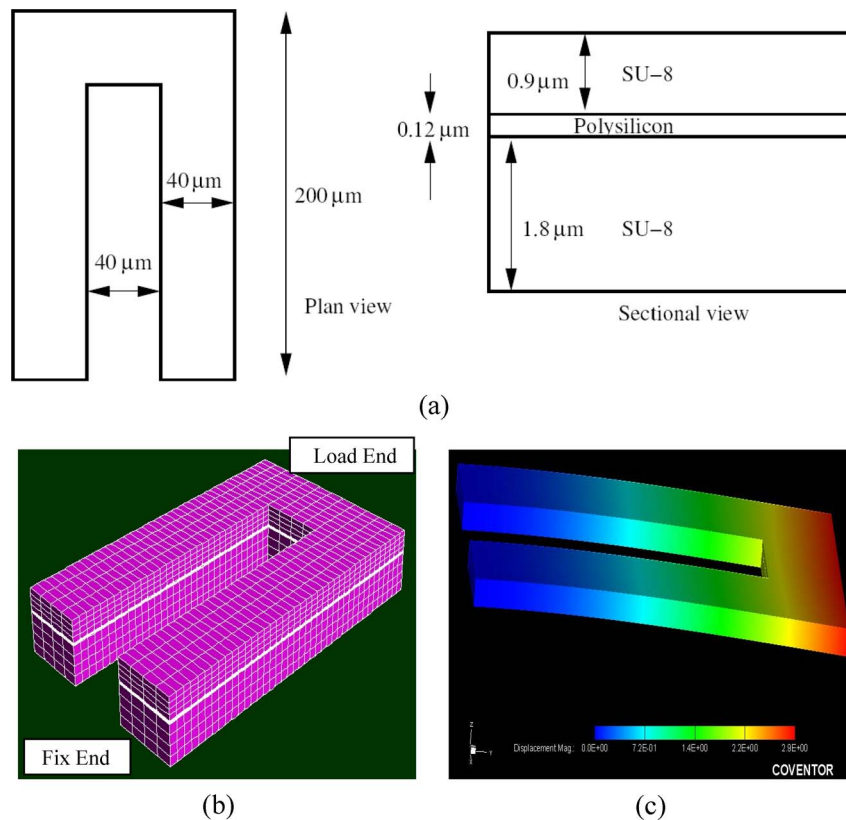 SU–8
0.9 μm
0.12 μm
Polysilicon
40 μm
200 μm
40 μm
1.8 μm
SU–8
Plan view
Sectional view
(a)
Load End
Fix End
(b)
Z
Y
Displacement Mag.:
0.0E+00 7.2E-01 1.4E+00 2.2E+00 2.9E+00
COVENTOR
(c)